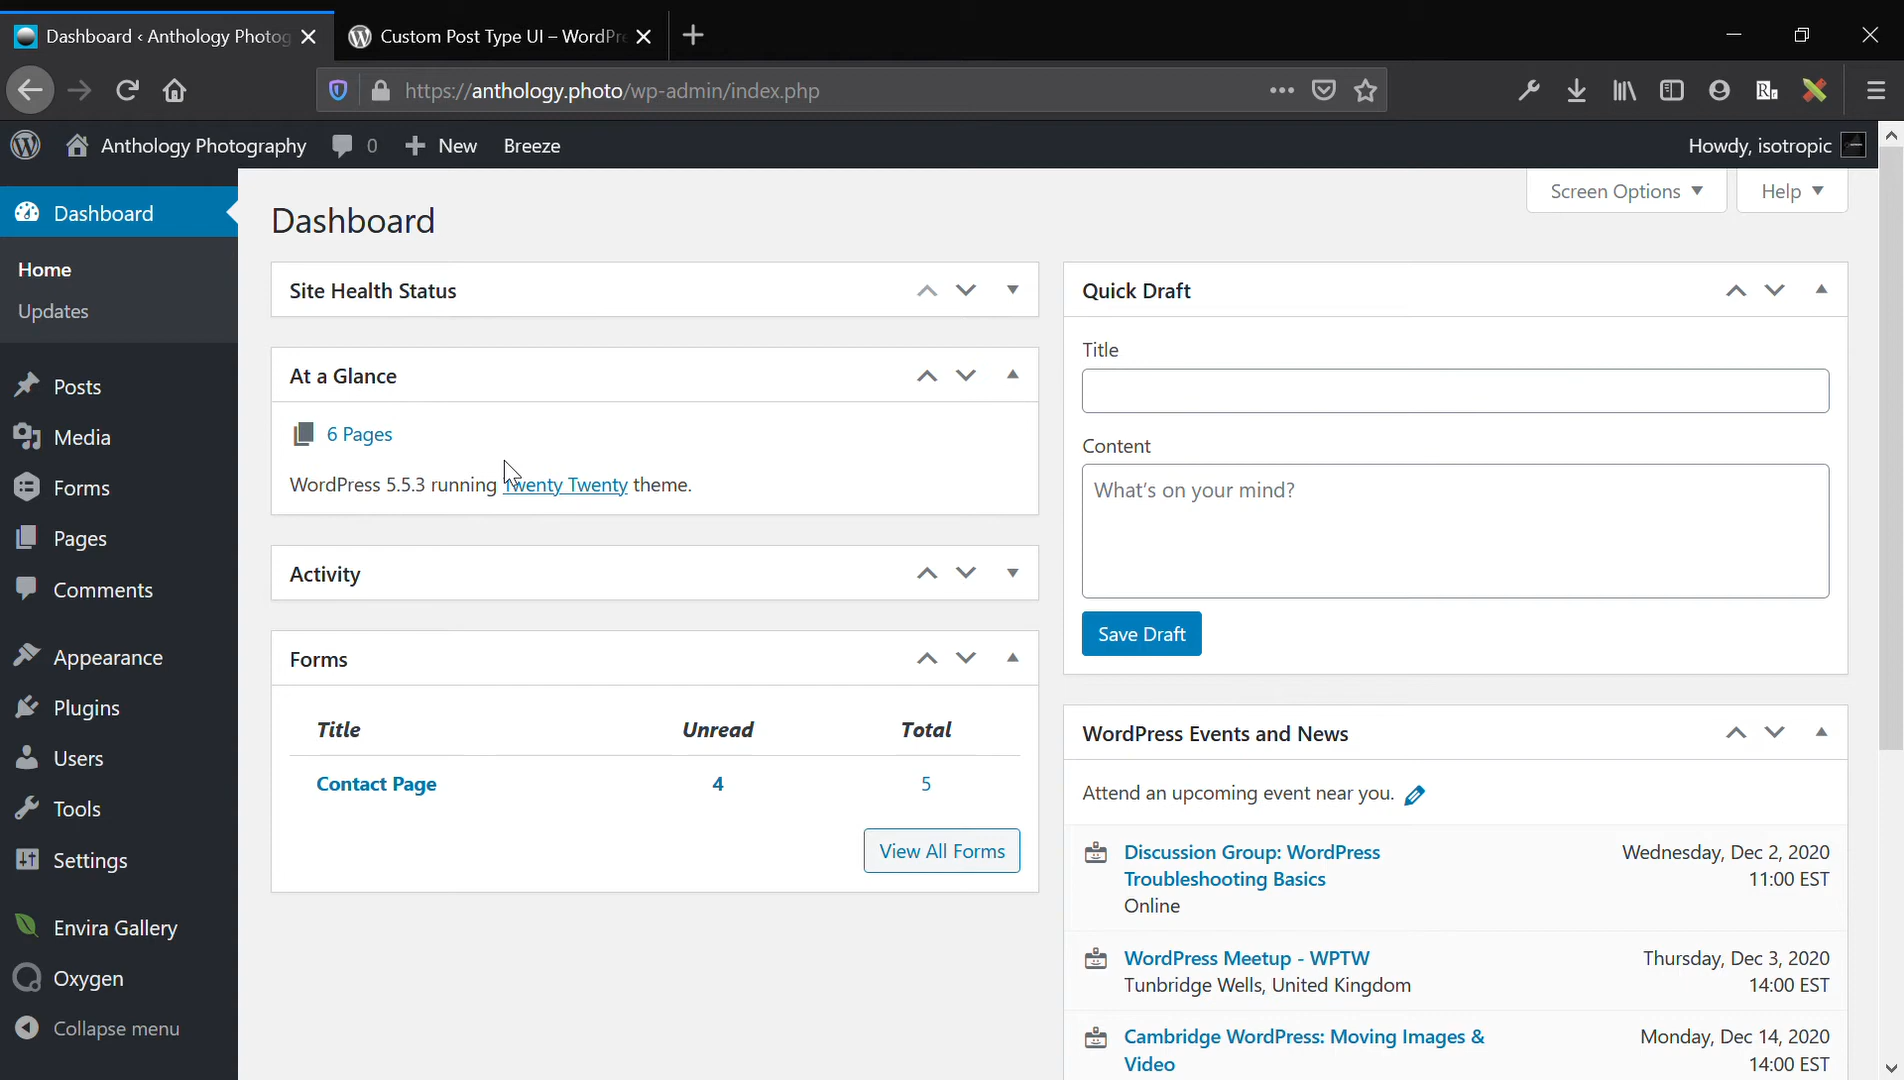 Dashboard ‹ Anthology Photog
Custom Post Type UI – WordPre
https://anthology.photo/wp-admin/index.php
Anthology Photography 0 New Breeze Howdy, isotropic
Screen Options Help
Dashboard
Home
Updates
Posts
Media
Forms
Pages
Comments
Appearance
Plugins
Users
Tools
Settings
Envira Gallery
Oxygen
Collapse menu
Dashboard
Site Health Status
At a Glance
6 Pages
WordPress 5.5.3 running Twenty Twenty theme.
Activity
Forms
Title Unread Total
Contact Page 4 5
View All Forms
Quick Draft
Title
Content
What's on your mind?
Save Draft
WordPress Events and News
Attend an upcoming event near you.
Discussion Group: WordPress Wednesday, Dec 2, 2020
Troubleshooting Basics 11:00 EST
Online
WordPress Meetup - WPTW Thursday, Dec 3, 2020
Tunbridge Wells, United Kingdom 14:00 EST
Cambridge WordPress: Moving Images & Monday, Dec 14, 2020
Video 14:00 EST